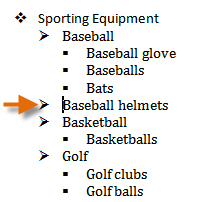 ❖ Sporting Equipment
➢ Baseball
▪ Baseball glove
▪ Baseballs
▪ Bats
➢ Baseball helmets
➢ Basketball
▪ Basketballs
➢ Golf
▪ Golf clubs
▪ Golf balls